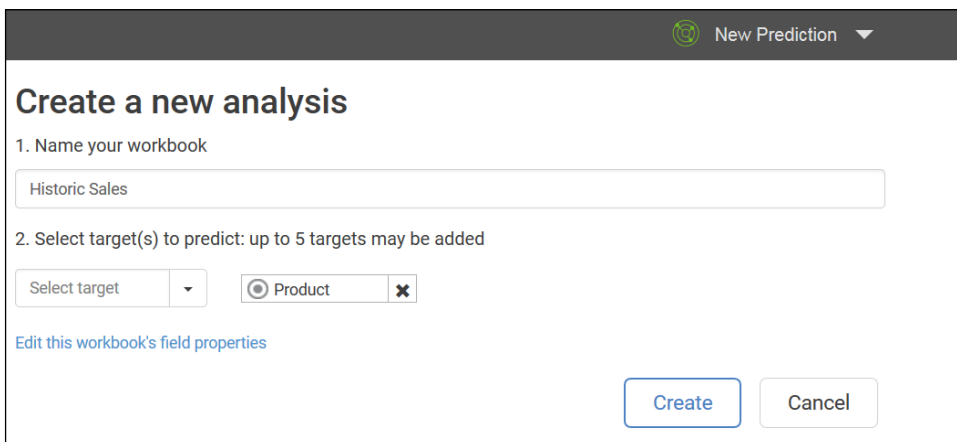 New Prediction
Create a new analysis
1. Name your workbook
Historic Sales
2. Select target(s) to predict: up to 5 targets may be added
Select target Product
Edit this workbook's field properties
Create Cancel